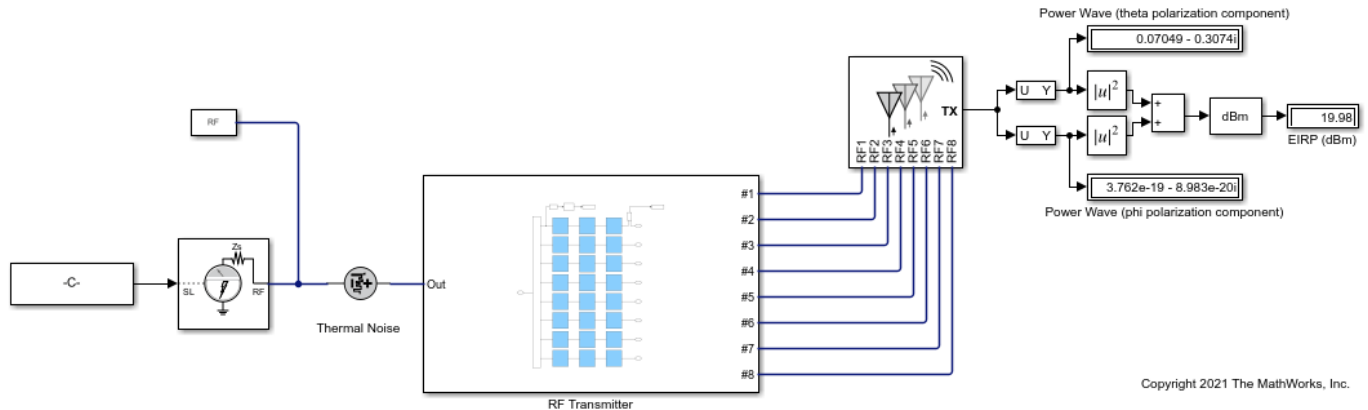 Power Wave (theta polarization component)
0.07049 - 0.3074i
TX
U Y
|u|²
+
+
dBm
19.98
EIRP (dBm)
U Y
|u|²
3.762e-19 - 8.983e-20i
Power Wave (phi polarization component)
RF1
RF2
RF3
RF4
RF5
RF6
RF7
RF8
RF
-C-
SL
Zs
RF
Thermal Noise
Out
#1
#2
#3
#4
#5
#6
#7
#8
RF Transmitter
Copyright 2021 The MathWorks, Inc.